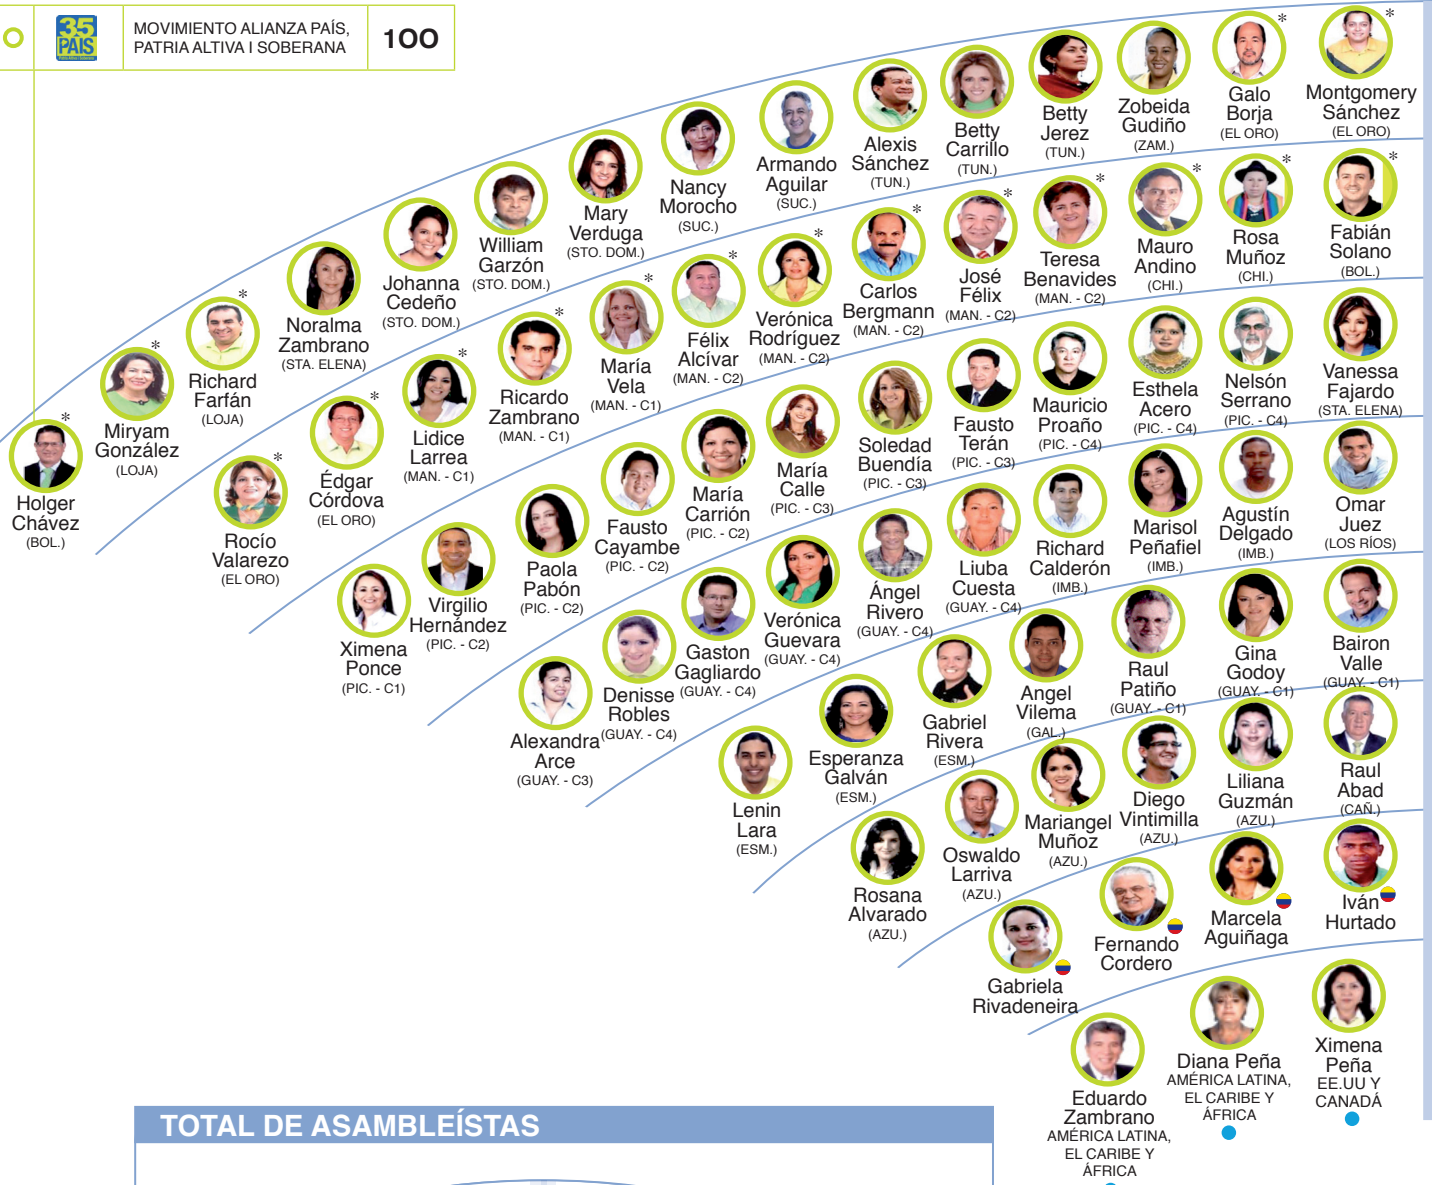 35
PAÍS
MOVIMIENTO ALIANZA PAÍS,
PATRIA ALTIVA I SOBERANA
100
Holger
Chávez
(BOL.)
*
Miryam
González
(LOJA)
*
Richard
Farfán
(LOJA)
*
Noralma
Zambrano
(STA. ELENA)
Johanna
Cedeño
(STO. DOM.)
William
Garzón
(STO. DOM.)
Mary
Verduga
(STO. DOM.)
Nancy
Morocho
(SUC.)
Armando
Aguilar
(SUC.)
Alexis
Sánchez
(TUN.)
Betty
Carrillo
(TUN.)
Betty
Jerez
(TUN.)
Zobeida
Gudiño
(ZAM.)
Galo
Borja
(EL ORO)
*
Montgomery
Sánchez
(EL ORO)
*
Rocío
Valarezo
(EL ORO)
*
Édgar
Córdova
(EL ORO)
*
Lidice
Larrea
(MAN. - C1)
*
Ricardo
Zambrano
(MAN. - C1)
*
María
Vela
(MAN. - C1)
*
Félix
Alcívar
(MAN. - C2)
*
Verónica
Rodríguez
(MAN. - C2)
*
Carlos
Bergmann
(MAN. - C2)
*
José
Félix
(MAN. - C2)
*
Teresa
Benavides
(MAN. - C2)
*
Mauro
Andino
(CHI.)
*
Rosa
Muñoz
(CHI.)
*
Fabián
Solano
(BOL.)
*
Ximena
Ponce
(PIC. - C1)
Virgilio
Hernández
(PIC. - C2)
Paola
Pabón
(PIC. - C2)
Fausto
Cayambe
(PIC. - C2)
María
Carrión
(PIC. - C2)
María
Calle
(PIC. - C3)
Soledad
Buendía
(PIC. - C3)
Fausto
Terán
(PIC. - C3)
Mauricio
Proaño
(PIC. - C4)
Esthela
Acero
(PIC. - C4)
Nelsón
Serrano
(PIC. - C4)
Vanessa
Fajardo
(STA. ELENA)
Alexandra
Arce
(GUAY. - C3)
Denisse
Robles
(GUAY. - C4)
Gaston
Gagliardo
(GUAY. - C4)
Verónica
Guevara
(GUAY. - C4)
Ángel
Rivero
(GUAY. - C4)
Liuba
Cuesta
(GUAY. - C4)
Richard
Calderón
(IMB.)
Marisol
Peñafiel
(IMB.)
Agustín
Delgado
(IMB.)
Omar
Juez
(LOS RÍOS)
Lenin
Lara
(ESM.)
Esperanza
Galván
(ESM.)
Gabriel
Rivera
(ESM.)
Angel
Vilema
(GAL.)
Raul
Patiño
(GUAY. - C1)
Gina
Godoy
(GUAY. - C1)
Bairon
Valle
(GUAY. - C1)
Rosana
Alvarado
(AZU.)
Oswaldo
Larriva
(AZU.)
Mariangel
Muñoz
(AZU.)
Diego
Vintimilla
(AZU.)
Liliana
Guzmán
(AZU.)
Raul
Abad
(CAÑ.)
Gabriela
Rivadeneira
Fernando
Cordero
Marcela
Aguiñaga
Iván
Hurtado
Eduardo
Zambrano
AMÉRICA LATINA,
EL CARIBE Y
ÁFRICA
Diana Peña
AMÉRICA LATINA,
EL CARIBE Y
ÁFRICA
Ximena
Peña
EE.UU Y
CANADÁ
TOTAL DE ASAMBLEÍSTAS